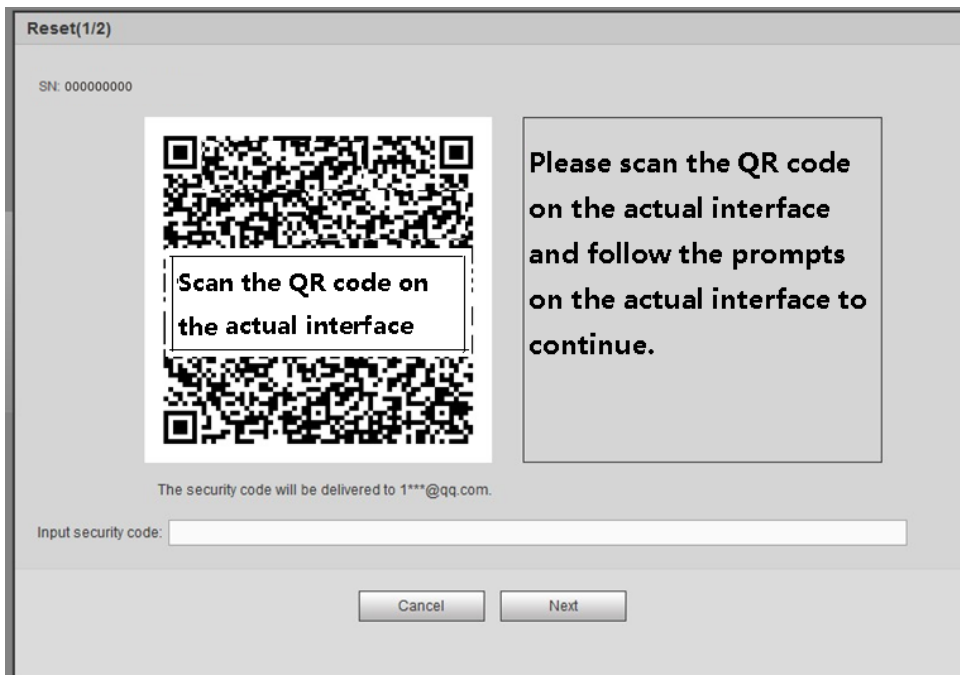 Reset(1/2)
SN: 000000000
Scan the QR code on
the actual interface
Please scan the QR code
on the actual interface
and follow the prompts
on the actual interface to
continue.
The security code will be delivered to 1***@qq.com.
Input security code:
Cancel
Next